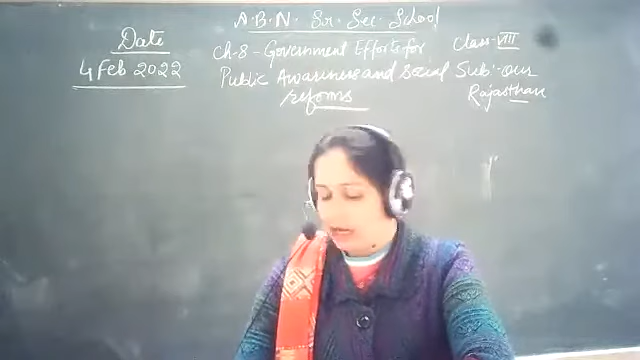 A.B.N. Sr. Sec. School
Date
4 Feb 2022
Ch-8 - Government Efforts for
Public Awareness and Social
reforms
Class - VIII
Sub:- our
Rajasthan